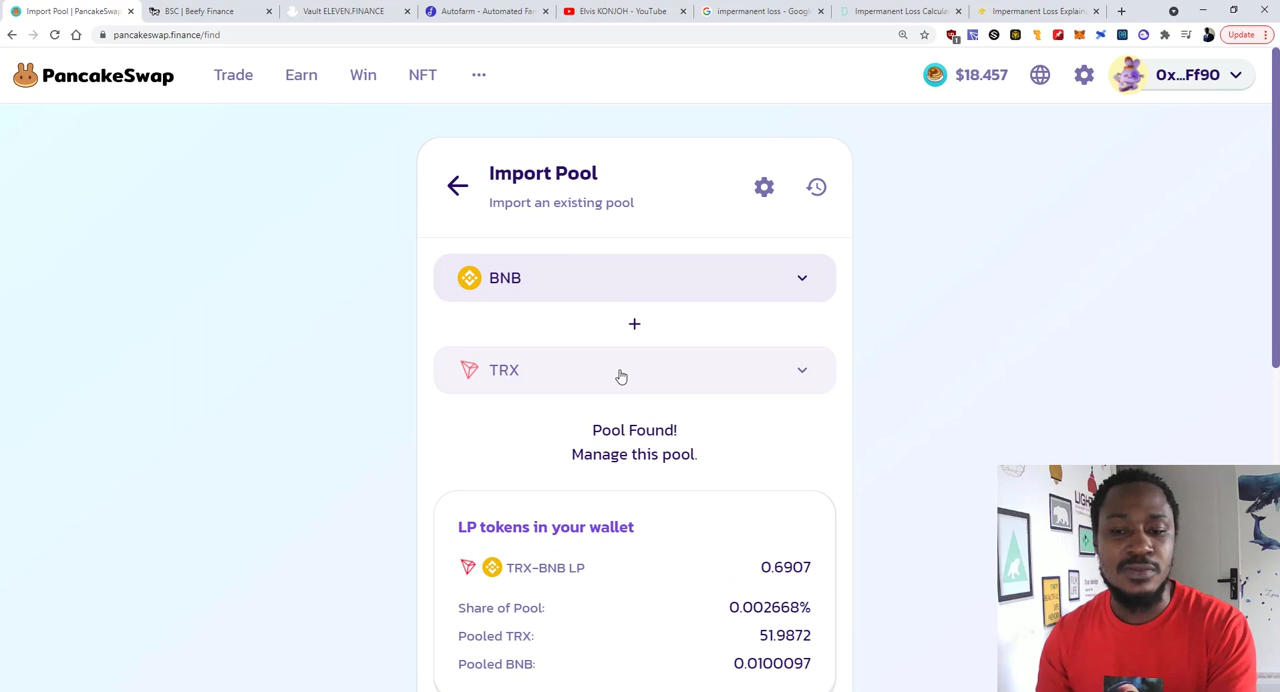 Import Pool | PancakeSwap
BSC | Beefy Finance
Vault ELEVEN.FINANCE
Autofarm - Automated Far
Elvis KONJOH - YouTube
impermanent loss - Googl
Impermanent Loss Calcula
Impermanent Loss Explain
pancakeswap.finance/find
1
Update
PancakeSwap
Trade
Earn
Win
NFT
$18.457
0x...Ff90
Import Pool
Import an existing pool
BNB
+
TRX
Pool Found!
Manage this pool.
LP tokens in your wallet
TRX-BNB LP
0.6907
Share of Pool:
0.002668%
Pooled TRX:
51.9872
Pooled BNB:
0.0100097
LIGH